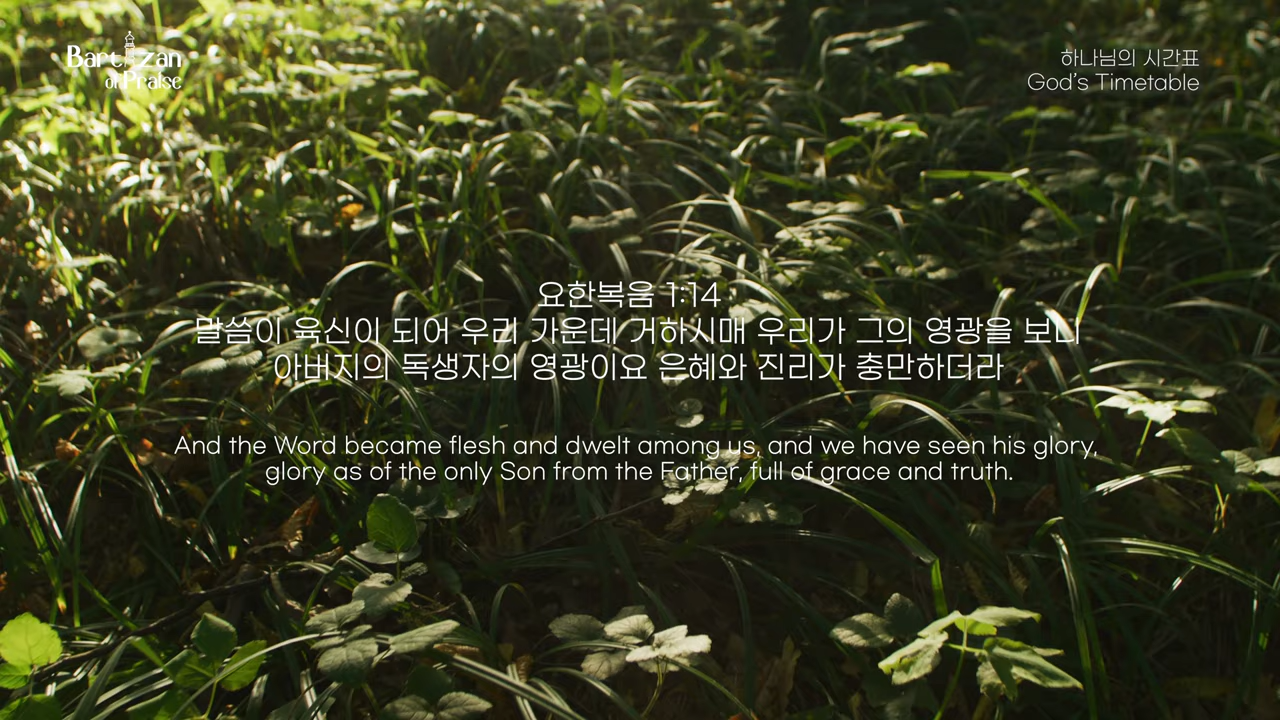 Bartizan
of Praise
하나님의 시간표
God's Timetable
요한복음 1:14
말씀이 육신이 되어 우리 가운데 거하시매 우리가 그의 영광을 보니
아버지의 독생자의 영광이요 은혜와 진리가 충만하더라
And the Word became flesh and dwelt among us, and we have seen his glory,
glory as of the only Son from the Father, full of grace and truth.